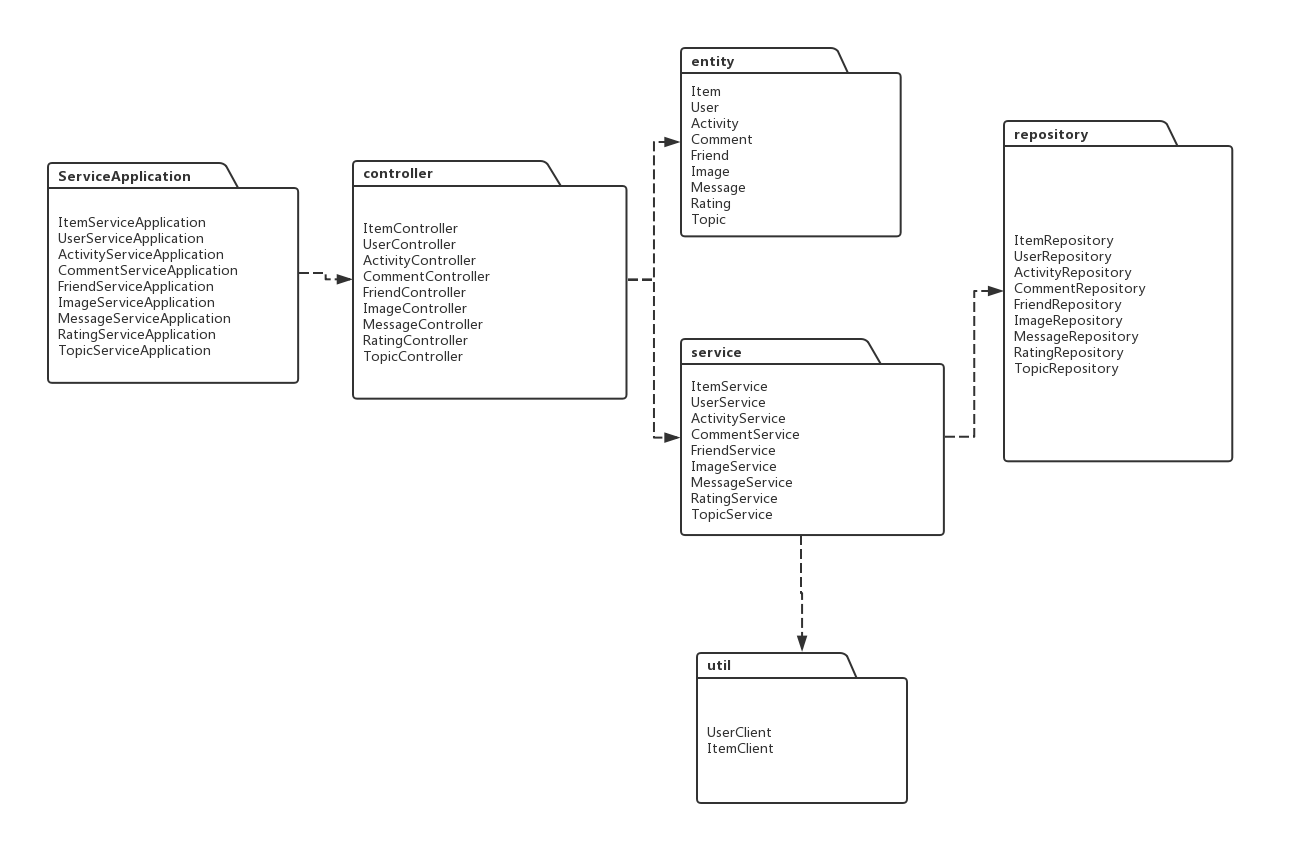 ServiceApplication
ItemServiceApplication
UserServiceApplication
ActivityServiceApplication
CommentServiceApplication
FriendServiceApplication
ImageServiceApplication
MessageServiceApplication
RatingServiceApplication
TopicServiceApplication
controller
ItemController
UserController
ActivityController
CommentController
FriendController
ImageController
MessageController
RatingController
TopicController
entity
Item
User
Activity
Comment
Friend
Image
Message
Rating
Topic
service
ItemService
UserService
ActivityService
CommentService
FriendService
ImageService
MessageService
RatingService
TopicService
repository
ItemRepository
UserRepository
ActivityRepository
CommentRepository
FriendRepository
ImageRepository
MessageRepository
RatingRepository
TopicRepository
util
UserClient
ItemClient